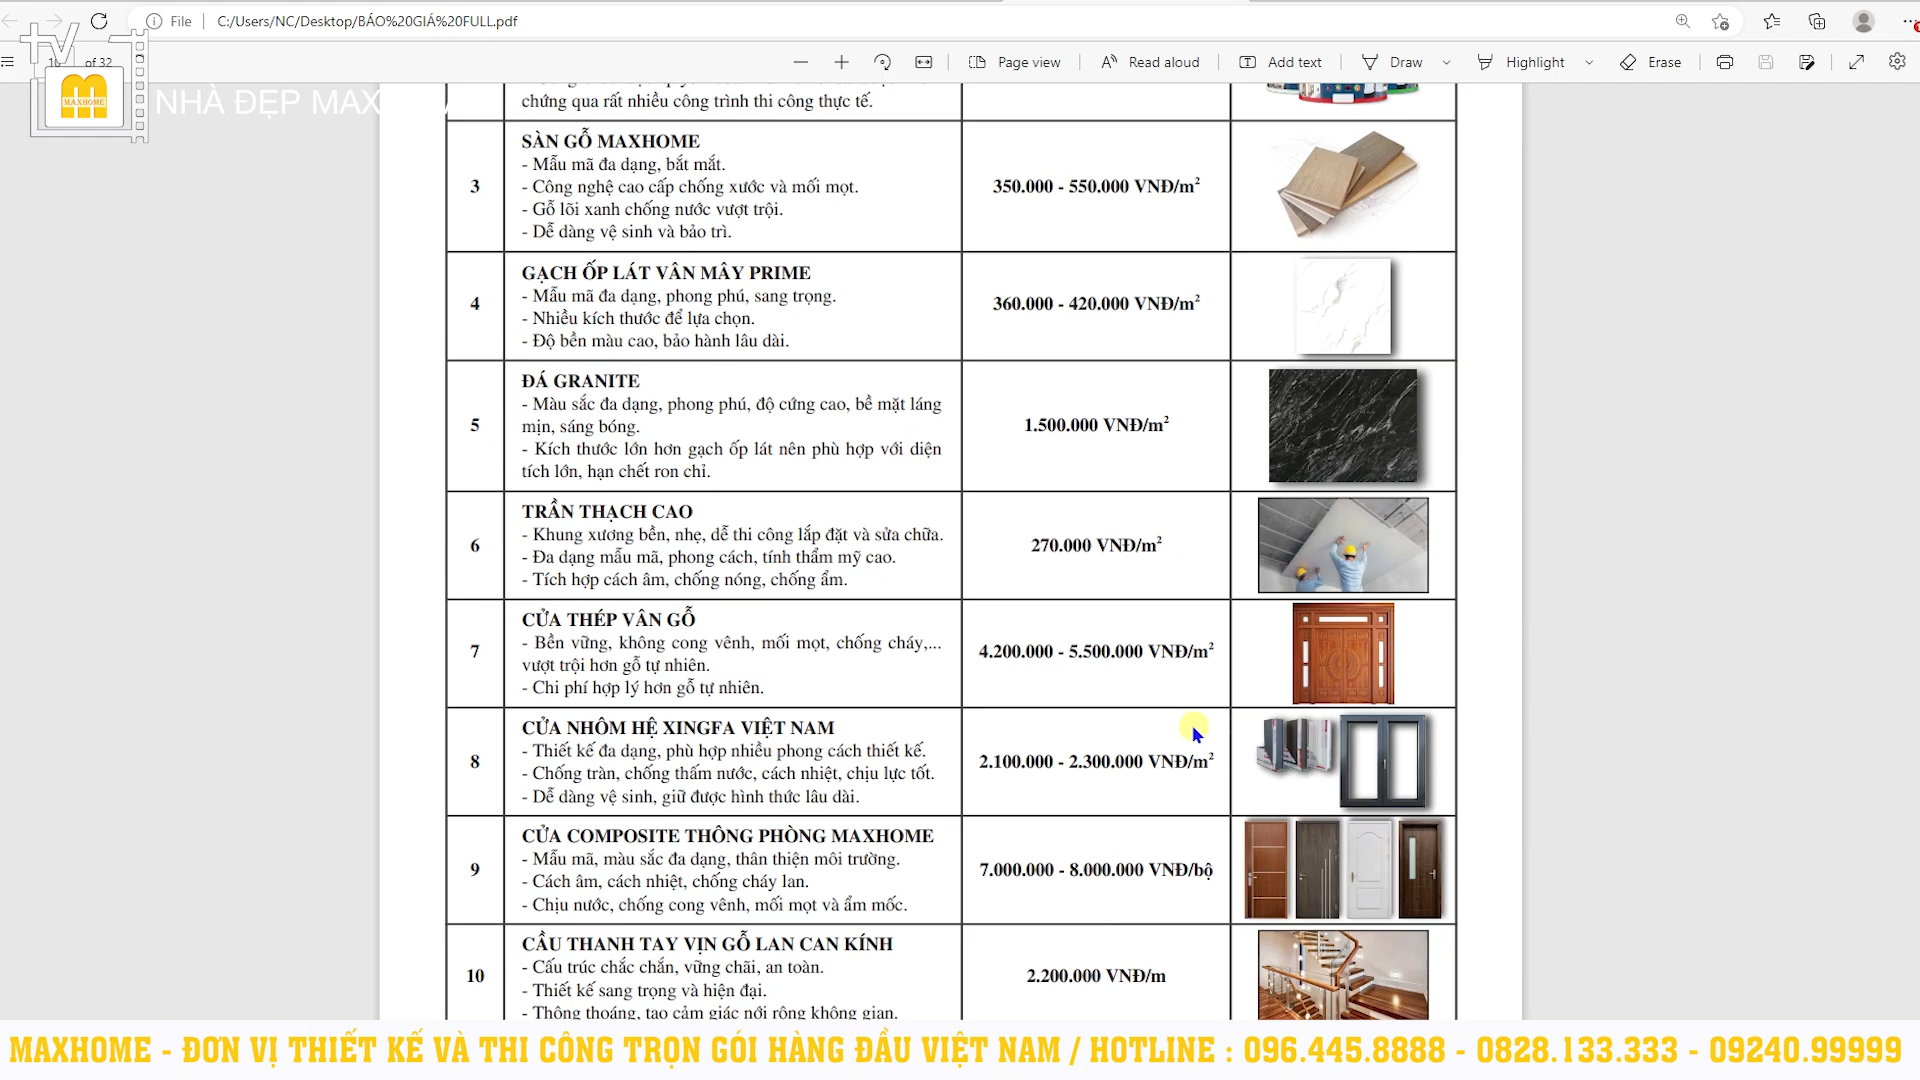 File
C:/Users/NC/Desktop/BÁO%20GIÁ%20FULL.pdf
of 32
Page view
Read aloud
Add text
Draw
Highlight
Erase
MAXHOME
NHÀ ĐẸP MAX
chứng qua rất nhiều công trình thi công thực tế.
3
SÀN GỖ MAXHOME
- Mẫu mã đa dạng, bắt mắt.
- Công nghệ cao cấp chống xước và mối mọt.
- Gỗ lõi xanh chống nước vượt trội.
- Dễ dàng vệ sinh và bảo trì.
350.000 - 550.000 VNĐ/m²
4
GẠCH ỐP LÁT VÂN MÂY PRIME
- Mẫu mã đa dạng, phong phú, sang trọng.
- Nhiều kích thước để lựa chọn.
- Độ bền màu cao, bảo hành lâu dài.
360.000 - 420.000 VNĐ/m²
5
ĐÁ GRANITE
- Màu sắc đa dạng, phong phú, độ cứng cao, bề mặt láng
mịn, sáng bóng.
- Kích thước lớn hơn gạch ốp lát nên phù hợp với diện
tích lớn, hạn chết ron chỉ.
1.500.000 VNĐ/m²
6
TRẦN THẠCH CAO
- Khung xương bền, nhẹ, dễ thi công lắp đặt và sửa chữa.
- Đa dạng mẫu mã, phong cách, tính thẩm mỹ cao.
- Tích hợp cách âm, chống nóng, chống ẩm.
270.000 VNĐ/m²
7
CỬA THÉP VÂN GỖ
- Bền vững, không cong vênh, mối mọt, chống cháy,...
vượt trội hơn gỗ tự nhiên.
- Chi phí hợp lý hơn gỗ tự nhiên.
4.200.000 - 5.500.000 VNĐ/m²
8
CỬA NHÔM HỆ XINGFA VIỆT NAM
- Thiết kế đa dạng, phù hợp nhiều phong cách thiết kế.
- Chống tràn, chống thấm nước, cách nhiệt, chịu lực tốt.
- Dễ dàng vệ sinh, giữ được hình thức lâu dài.
2.100.000 - 2.300.000 VNĐ/m²
9
CỬA COMPOSITE THÔNG PHÒNG MAXHOME
- Mẫu mã, màu sắc đa dạng, thân thiện môi trường.
- Cách âm, cách nhiệt, chống cháy lan.
- Chịu nước, chống cong vênh, mối mọt và ẩm mốc.
7.000.000 - 8.000.000 VNĐ/bộ
10
CẦU THANH TAY VỊN GỖ LAN CAN KÍNH
- Cấu trúc chắc chắn, vững chãi, an toàn.
- Thiết kế sang trọng và hiện đại.
- Thông thoáng, tạo cảm giác nới rộng không gian.
2.200.000 VNĐ/m
MAXHOME - ĐƠN VỊ THIẾT KẾ VÀ THI CÔNG TRỌN GÓI HÀNG ĐẦU VIỆT NAM / HOTLINE : 096.445.8888 - 0828.133.333 - 09240.99999